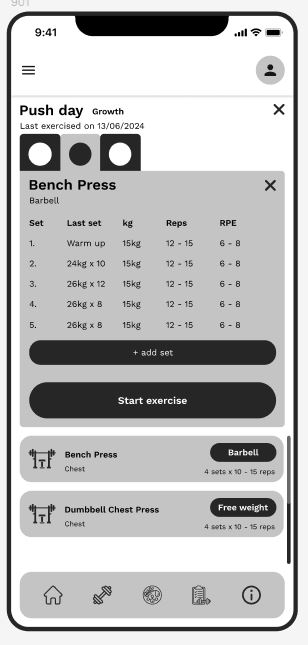 901
9:41
Push day Growth
Last exercised on 13/06/2024
Bench Press
Barbell
Set Last set kg Reps RPE
1. Warm up 15kg 12 - 15 6 - 8
2. 24kg x 10 15kg 12 - 15 6 - 8
3. 26kg x 12 15kg 12 - 15 6 - 8
4. 26kg x 8 15kg 12 - 15 6 - 8
5. 26kg x 8 15kg 12 - 15 6 - 8
+ add set
Start exercise
Bench Press Barbell
Chest 4 sets x 10 - 15 reps
Dumbbell Chest Press Free weight
Chest 4 sets x 10 - 15 reps